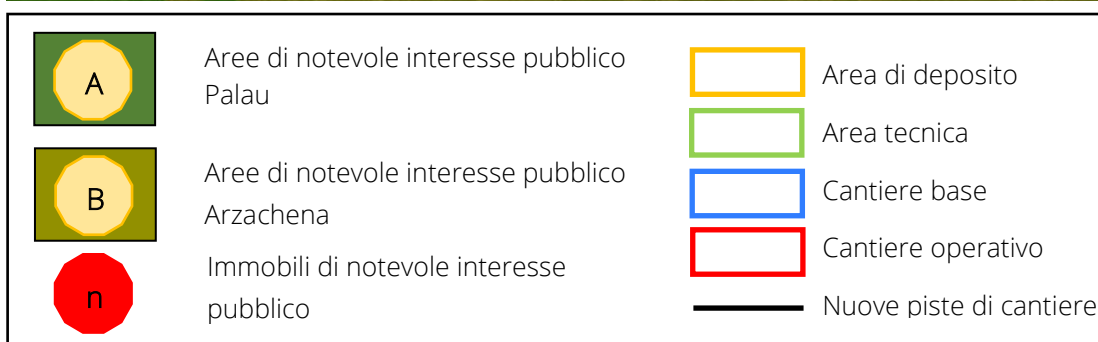 A
Aree di notevole interesse pubblico
Palau
B
Aree di notevole interesse pubblico
Arzachena
n
Immobili di notevole interesse
pubblico
Area di deposito
Area tecnica
Cantiere base
Cantiere operativo
Nuove piste di cantiere